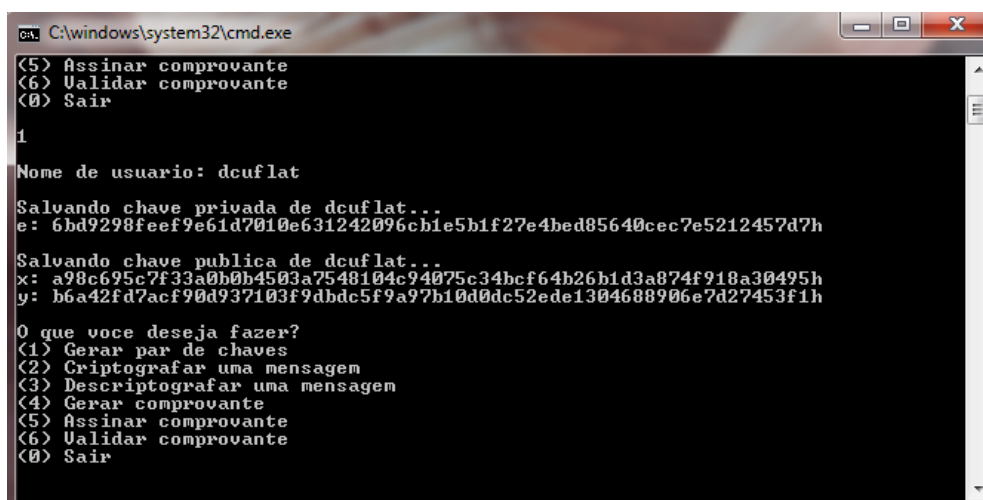 C:\windows\system32\cmd.exe
(5) Assinar comprovante
(6) Validar comprovante
(0) Sair
1
Nome de usuario: dcuflat
Salvando chave privada de dcuflat...
e: 6bd9298feef9e61d7010e631242096cb1e5b1f27e4bed85640cec7e5212457d7h
Salvando chave publica de dcuflat...
x: a98c695c7f33a0b0b4503a7548104c94075c34bcf64b26b1d3a874f918a30495h
y: b6a42fd7acf90d937103f9dbdc5f9a97b10d0dc52ede1304688906e7d27453f1h
O que voce deseja fazer?
(1) Gerar par de chaves
(2) Criptografar uma mensagem
(3) Descriptografar uma mensagem
(4) Gerar comprovante
(5) Assinar comprovante
(6) Validar comprovante
(0) Sair